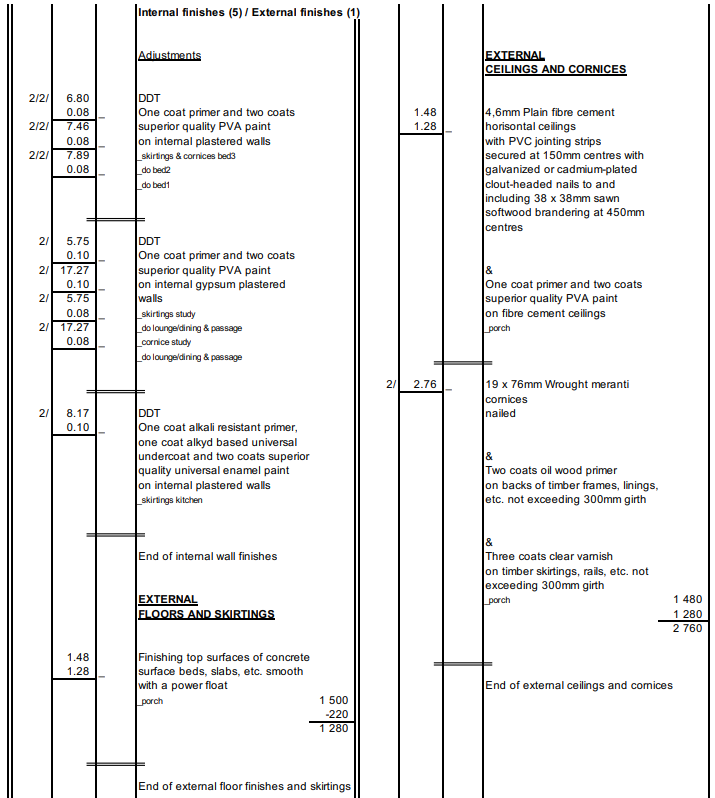 Internal finishes (5) / External finishes (1)
Adjustments
2/2/ 6.80 DDT
0.08 _ One coat primer and two coats
2/2/ 7.46 superior quality PVA paint
0.08 _ on internal plastered walls
2/2/ 7.89 _skirtings & cornices bed3
0.08 _ _do bed2
_do bed1
2/ 5.75 DDT
0.10 _ One coat primer and two coats
2/ 17.27 superior quality PVA paint
0.10 _ on internal gypsum plastered
2/ 5.75 walls
0.08 _ _skirtings study
2/ 17.27 _do lounge/dining & passage
0.08 _ _cornice study
_do lounge/dining & passage
2/ 8.17 DDT
0.10 _ One coat alkali resistant primer,
one coat alkyd based universal
undercoat and two coats superior
quality universal enamel paint
on internal plastered walls
_skirtings kitchen
End of internal wall finishes
EXTERNAL
FLOORS AND SKIRTINGS
1.48 Finishing top surfaces of concrete
1.28 _ surface beds, slabs, etc. smooth
with a power float
_porch 1 500
-220
1 280
End of external floor finishes and skirtings
EXTERNAL
CEILINGS AND CORNICES
1.48 4,6mm Plain fibre cement
1.28 _ horisontal ceilings
with PVC jointing strips
secured at 150mm centres with
galvanized or cadmium-plated
clout-headed nails to and
including 38 x 38mm sawn
softwood brandering at 450mm
centres
&
One coat primer and two coats
superior quality PVA paint
on fibre cement ceilings
_porch
2/ 2.76 _ 19 x 76mm Wrought meranti
cornices
nailed
&
Two coats oil wood primer
on backs of timber frames, linings,
etc. not exceeding 300mm girth
&
Three coats clear varnish
on timber skirtings, rails, etc. not
exceeding 300mm girth
_porch 1 480
1 280
2 760
End of external ceilings and cornices